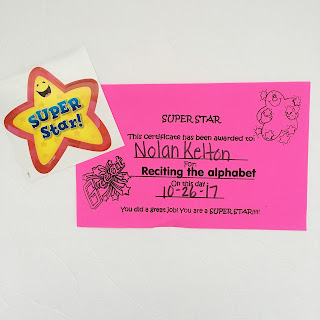 SUPER
Star!
SUPER STAR
This certificate has been awarded to:
Nolan Kelton
For
Reciting the alphabet
On this day:
10-26-17
You did a great job! You are a SUPER STAR!!!!